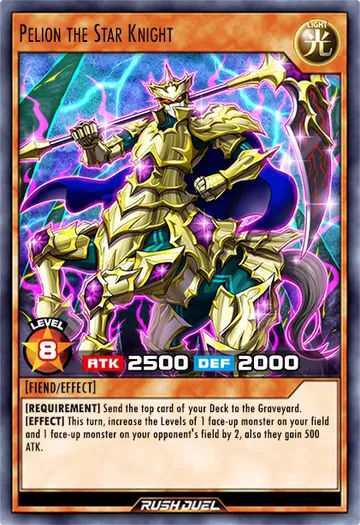 PELION THE STAR KNIGHT
LIGHT
光
LEVEL
8
ATK 2500 DEF 2000
[FIEND/EFFECT]
[REQUIREMENT] Send the top card of your Deck to the Graveyard.
[EFFECT] This turn, increase the Levels of 1 face-up monster on your field
and 1 face-up monster on your opponent's field by 2, also they gain 500
ATK.
RUSH DUEL